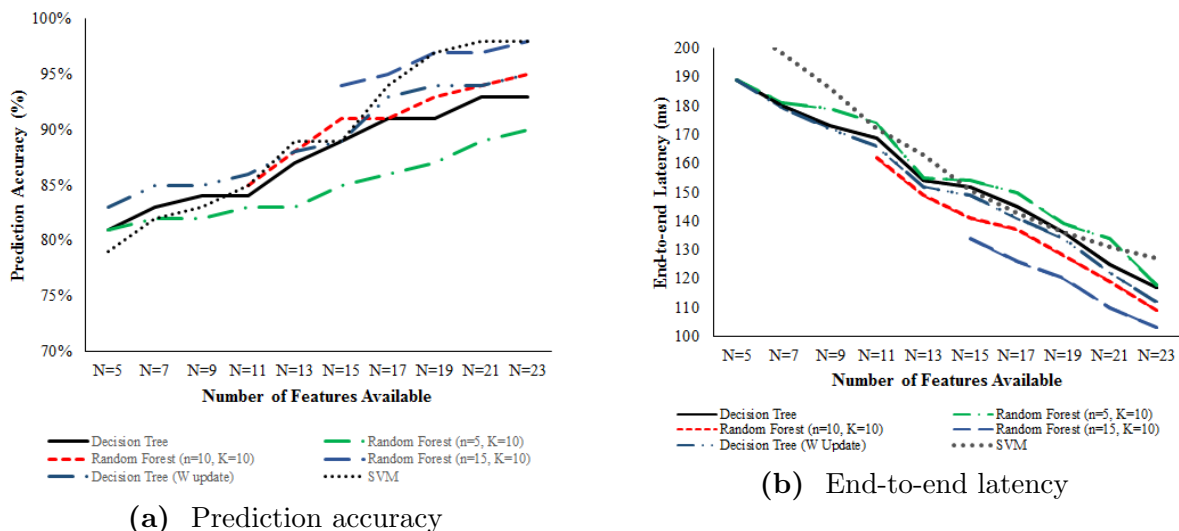 100%
95%
90%
85%
80%
75%
70%
Prediction Accuracy (%)
N=5 N=7 N=9 N=11 N=13 N=15 N=17 N=19 N=21 N=23
Number of Features Available
Decision Tree
Random Forest (n=5, K=10)
Random Forest (n=10, K=10)
Random Forest (n=15, K=10)
Decision Tree (W update)
SVM
(a) Prediction accuracy
200
190
180
170
160
150
140
130
120
110
100
End-to-end Latency (ms)
N=5 N=7 N=9 N=11 N=13 N=15 N=17 N=19 N=21 N=23
Number of Features Available
Decision Tree
Random Forest (n=5, K=10)
Random Forest (n=10, K=10)
Random Forest (n=15, K=10)
Decision Tree (W Update)
SVM
(b) End-to-end latency